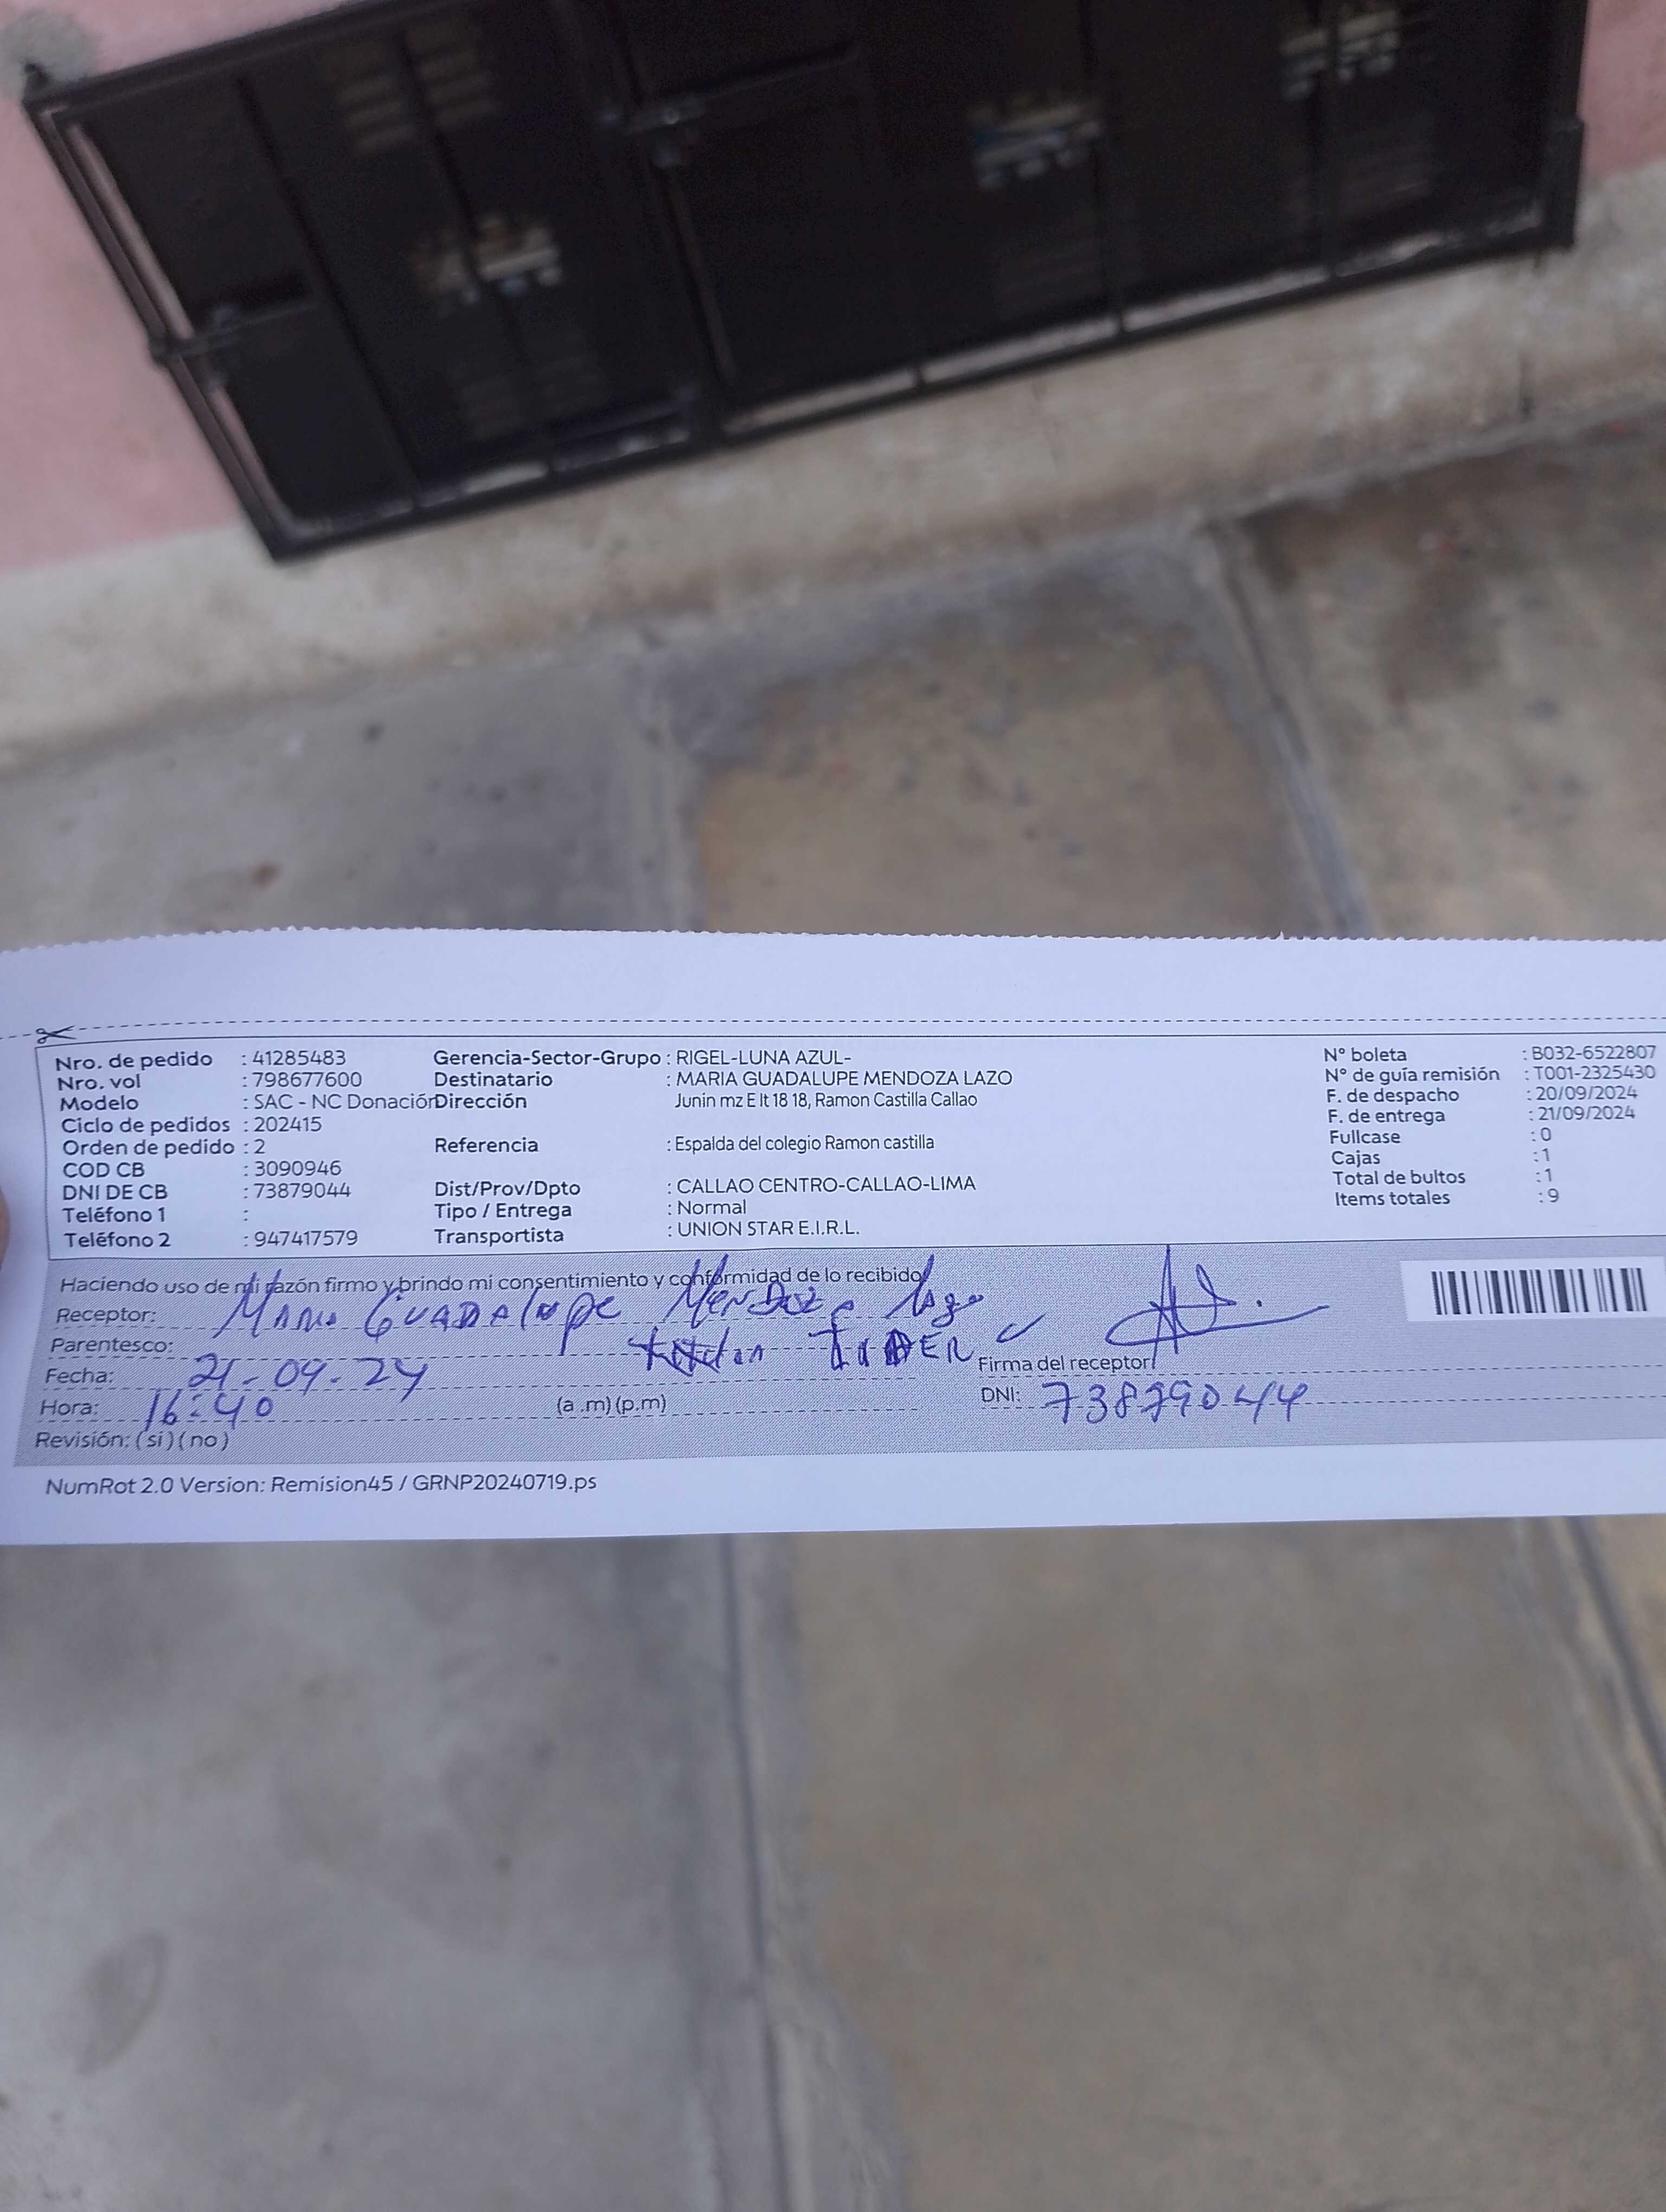 Nro. de pedido : 41285483 Gerencia-Sector-Grupo : RIGEL-LUNA AZUL- N° boleta : B032-6522807
Nro. vol : 798677600 Destinatario : MARIA GUADALUPE MENDOZA LAZO N° de guía remisión : T001-2325430
Modelo : SAC - NC Donación Dirección Junin mz E lt 18 18, Ramon Castilla Callao F. de despacho : 20/09/2024
Ciclo de pedidos : 202415 F. de entrega : 21/09/2024
Orden de pedido : 2 Referencia : Espalda del colegio Ramon castilla Fullcase : 0
COD CB : 3090946 Cajas : 1
DNI DE CB : 73879044 Dist/Prov/Dpto : CALLAO CENTRO-CALLAO-LIMA Total de bultos : 1
Teléfono 1 : Tipo / Entrega : Normal Items totales : 9
Teléfono 2 : 947417579 Transportista : UNION STAR E.I.R.L.
Haciendo uso de mi razón firmo y brindo mi consentimiento y conformidad de lo recibido
Receptor: Maria GUADALupe MENDOza lazo
Parentesco:
Fecha: 21-09-24 Firma del receptor
Hora: 16:40 (a .m) (p.m) DNI: 73879044
Revisión: ( si ) ( no )
NumRot 2.0 Version: Remision45 / GRNP20240719.ps